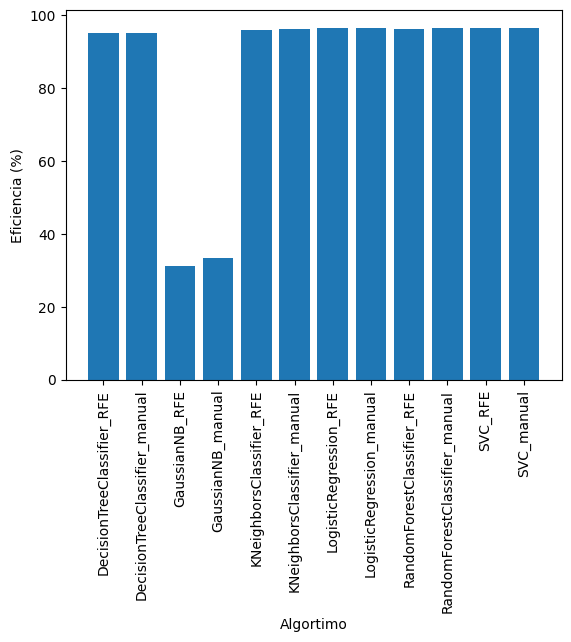 100
80
60
40
20
0
Eficiencia (%)
DecisionTreeClassifier_RFE
DecisionTreeClassifier_manual
GaussianNB_RFE
GaussianNB_manual
KNeighborsClassifier_RFE
KNeighborsClassifier_manual
LogisticRegression_RFE
LogisticRegression_manual
RandomForestClassifier_RFE
RandomForestClassifier_manual
SVC_RFE
SVC_manual
Algortimo